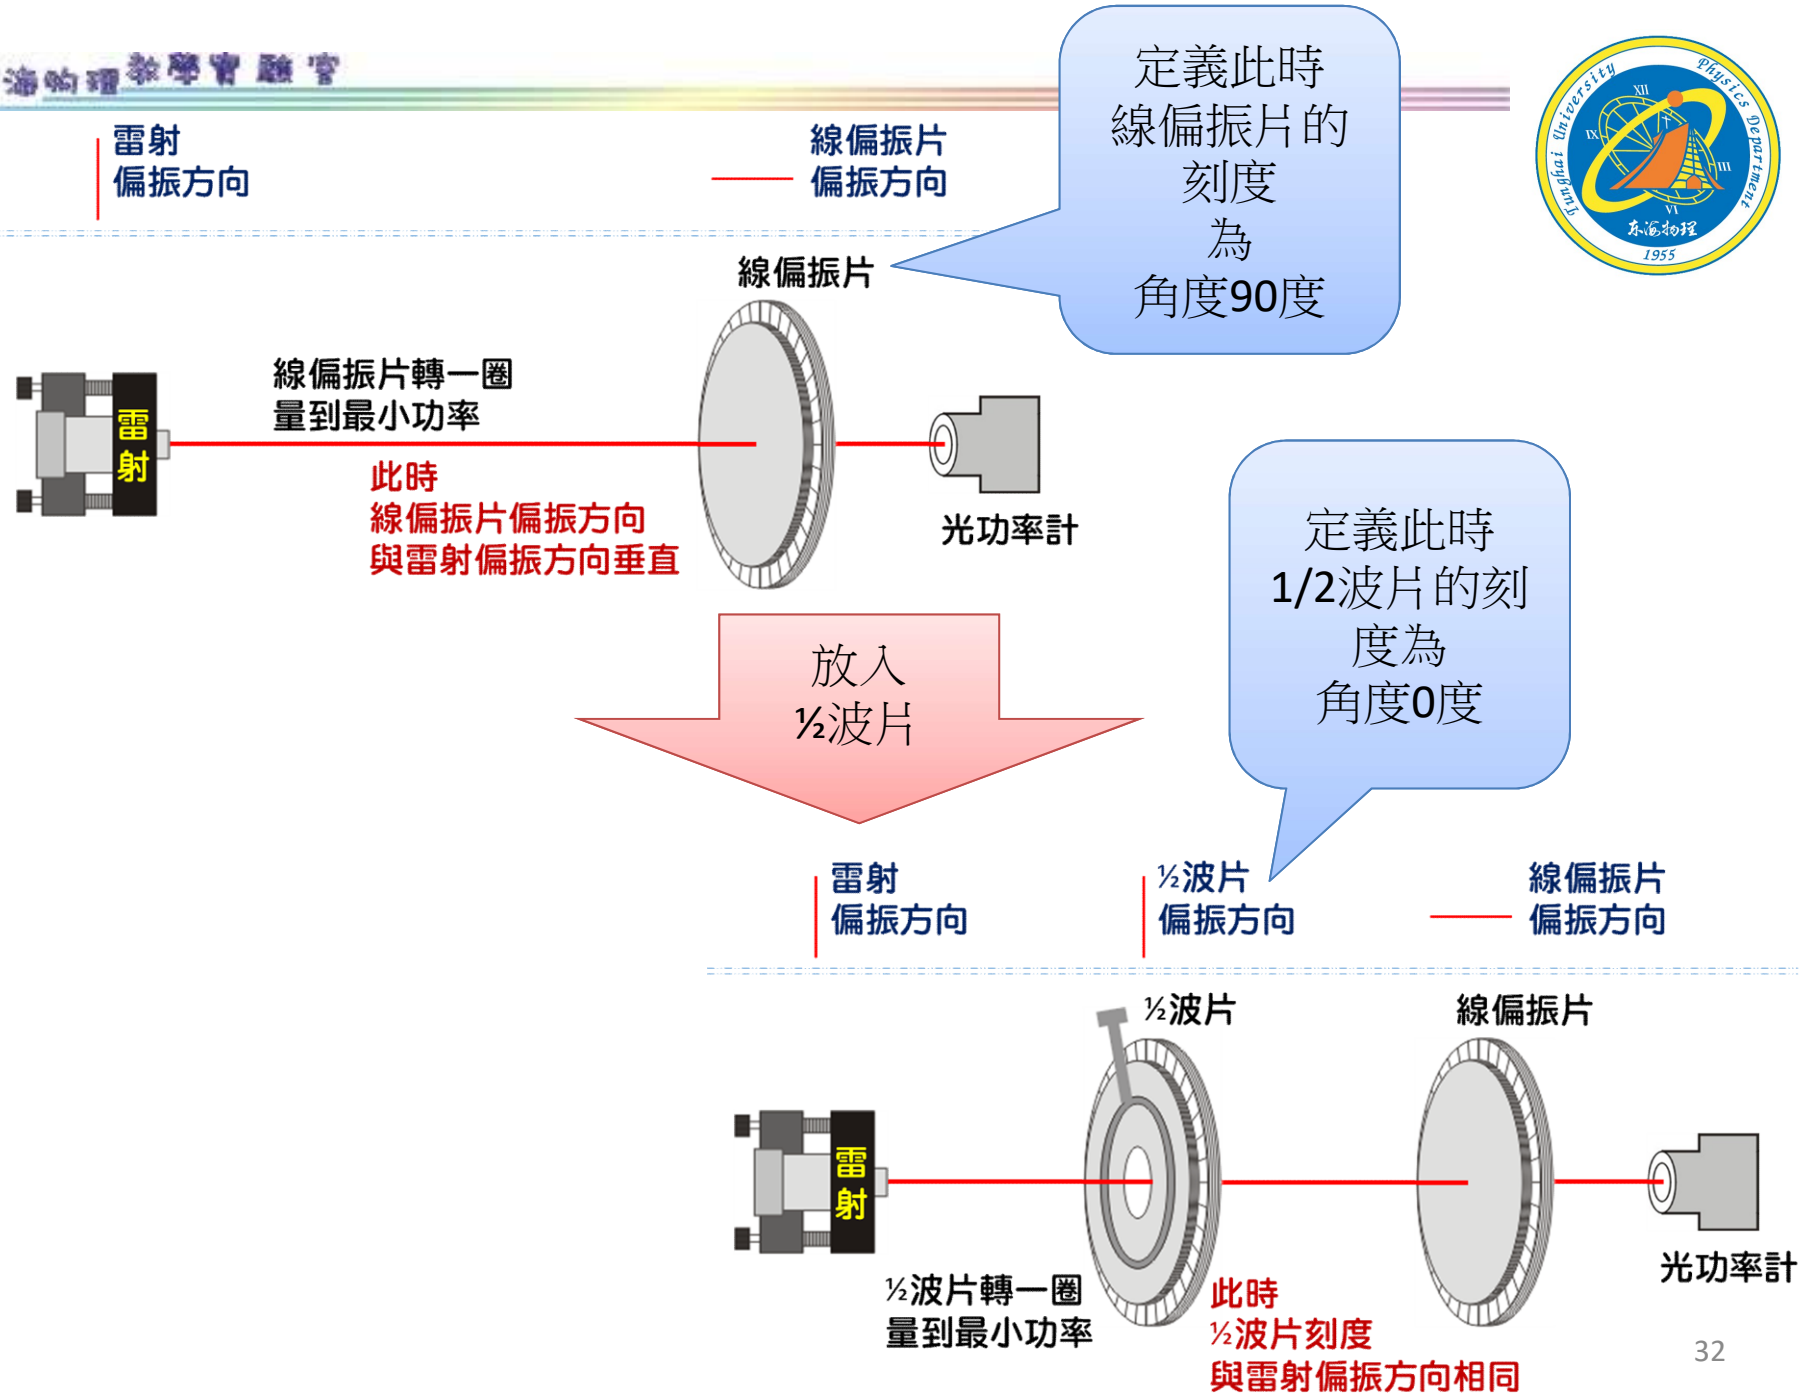 海物理教學實驗室
雷射
偏振方向
線偏振片
偏振方向
定義此時
線偏振片的
刻度
為
角度90度
Tunghai University
Physics Department
XII
III
VI
IX
东海物理
1955
線偏振片
線偏振片轉一圈
量到最小功率
雷
射
此時
線偏振片偏振方向
與雷射偏振方向垂直
光功率計
定義此時
1/2波片的刻
度為
角度0度
放入
½波片
雷射
偏振方向
½波片
偏振方向
線偏振片
偏振方向
½波片
線偏振片
雷
射
光功率計
½波片轉一圈
量到最小功率
此時
½波片刻度
與雷射偏振方向相同
32